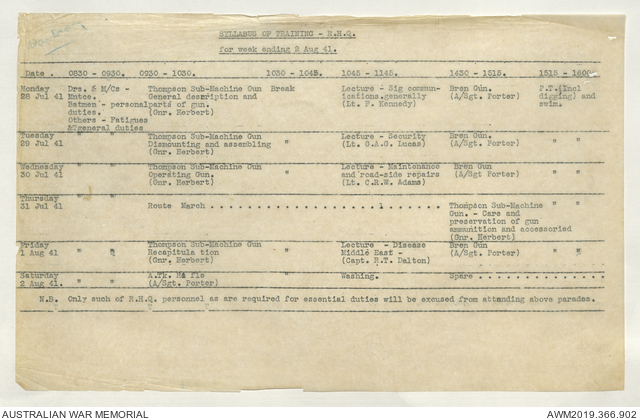 SYLLABUS OF TRAINING - R.H.Q.
for week ending 2 Aug 41.
Date. 0830 - 0930. 0930 - 1030. 1030 - 1045. 1045 - 1145. 1430 - 1515. 1515 - 1600.
Monday Drs. & M/Cs - Thompson Sub-Machine Gun Break Lecture - Sig commun- Bren Gun. P.T.(Incl
28 Jul 41 Mntce. General description and ications.generally (A/Sgt. Porter) digging) and
Batmen - personal parts of gun. (Lt. F. Kennedy) swim.
duties. (Gnr. Herbert)
Others - Fatigues
& general duties
Tuesday Thompson Sub-Machine Gun Lecture - Security Bren Gun.
29 Jul 41 " " Dismounting and assembling " (Lt. S.A.G. Lucas) (A/Sgt. Porter) " "
(Gnr. Herbert)
Wednesday Thompson Sub-Machine Gun Lecture - Maintenance Bren Gun
30 Jul 41 " " Operating Gun. " and road-side repairs (A/Sgt. Porter) " "
(Gnr. Herbert) (Lt. C.R.W. Adams)
Thursday
31 Jul 41 Route March . . . . . . . . . . . . . . . . . . . . . . Thompson Sub-Machine " "
Gun. - Care and
preservation of gun
ammunition and accessoried
(Gnr. Herbert)
Friday Thompson Sub-Machine Gun Lecture - Disease Bren Gun
1 Aug 41 " " Recapitula tion " Middle East - (A/Sgt. Porter) " "
(Gnr. Herbert) (Capt. R.T. Dalton)
Saturday A.Tk. Rifle " Washing. Spare . . . . . . . . . . . . . . .
2 Aug 41. " " (A/Sgt. Porter)
N.B. Only such of R.H.Q. personnel as are required for essential duties will be excused from attanding above parades.
AUSTRALIAN WAR MEMORIAL AWM2019.366.902